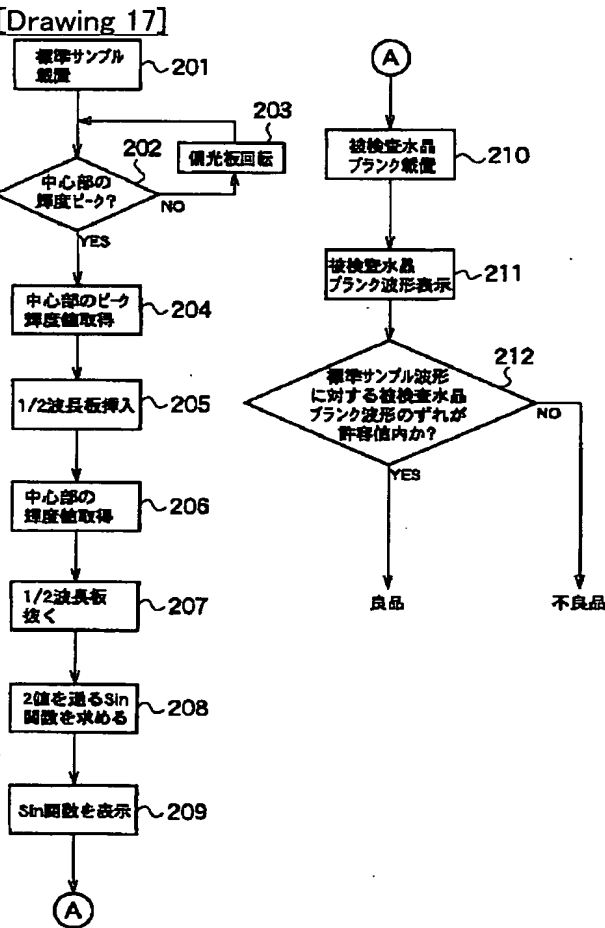 [Drawing 17]
標準サンプル
載置
201
203
偏光板回転
202
中心部の
輝度ピーク?
NO
YES
中心部のピーク
輝度値取得
204
1/2波長板挿入
205
中心部の
輝度値取得
206
1/2波長板
抜く
207
2値を通るSin
関数を求める
208
Sin関数を表示
209
A
A
被検査水晶
ブランク載置
210
被検査水晶
ブランク波形表示
211
212
標準サンプル波形
に対する被検査水晶
ブランク波形のずれが
許容値内か?
NO
YES
良品
不良品